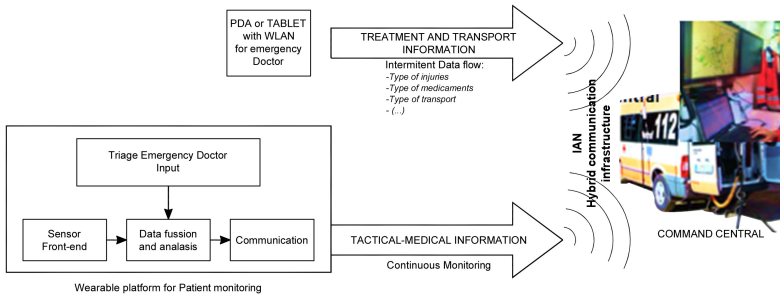 PDA or TABLET
with WLAN
for emergency
Doctor
TREATMENT AND TRANSPORT
INFORMATION
Intermitent Data flow:
-Type of injuries
-Type of medicaments
-Type of transport
- (...)
IAN
Hybrid communication
infrastructure
112
COMMAND CENTRAL
Triage Emergency Doctor
Input
Sensor
Front-end
Data fussion
and analasis
Communication
TACTICAL-MEDICAL INFORMATION
Continuous Monitoring
Wearable platform for Patient monitoring